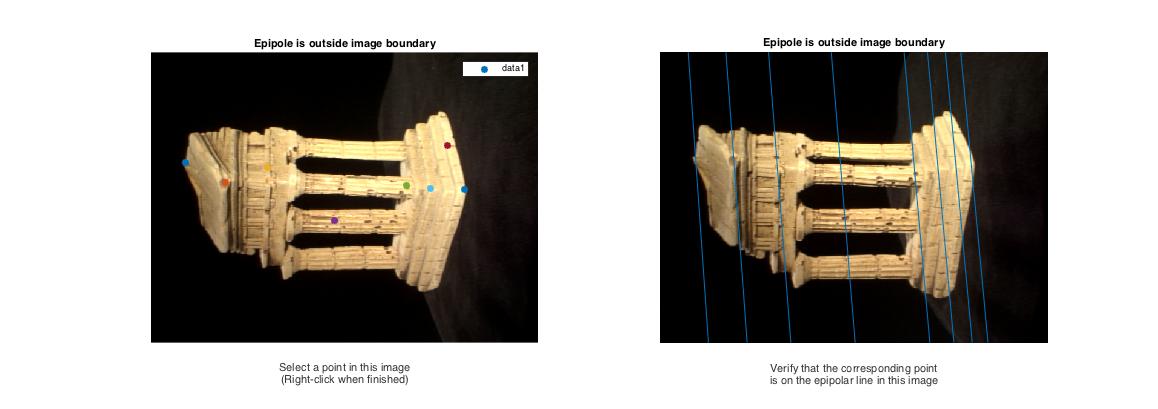 Epipole is outside image boundary
data1
Select a point in this image
(Right-click when finished)
Epipole is outside image boundary
Verify that the corresponding point
is on the epipolar line in this image